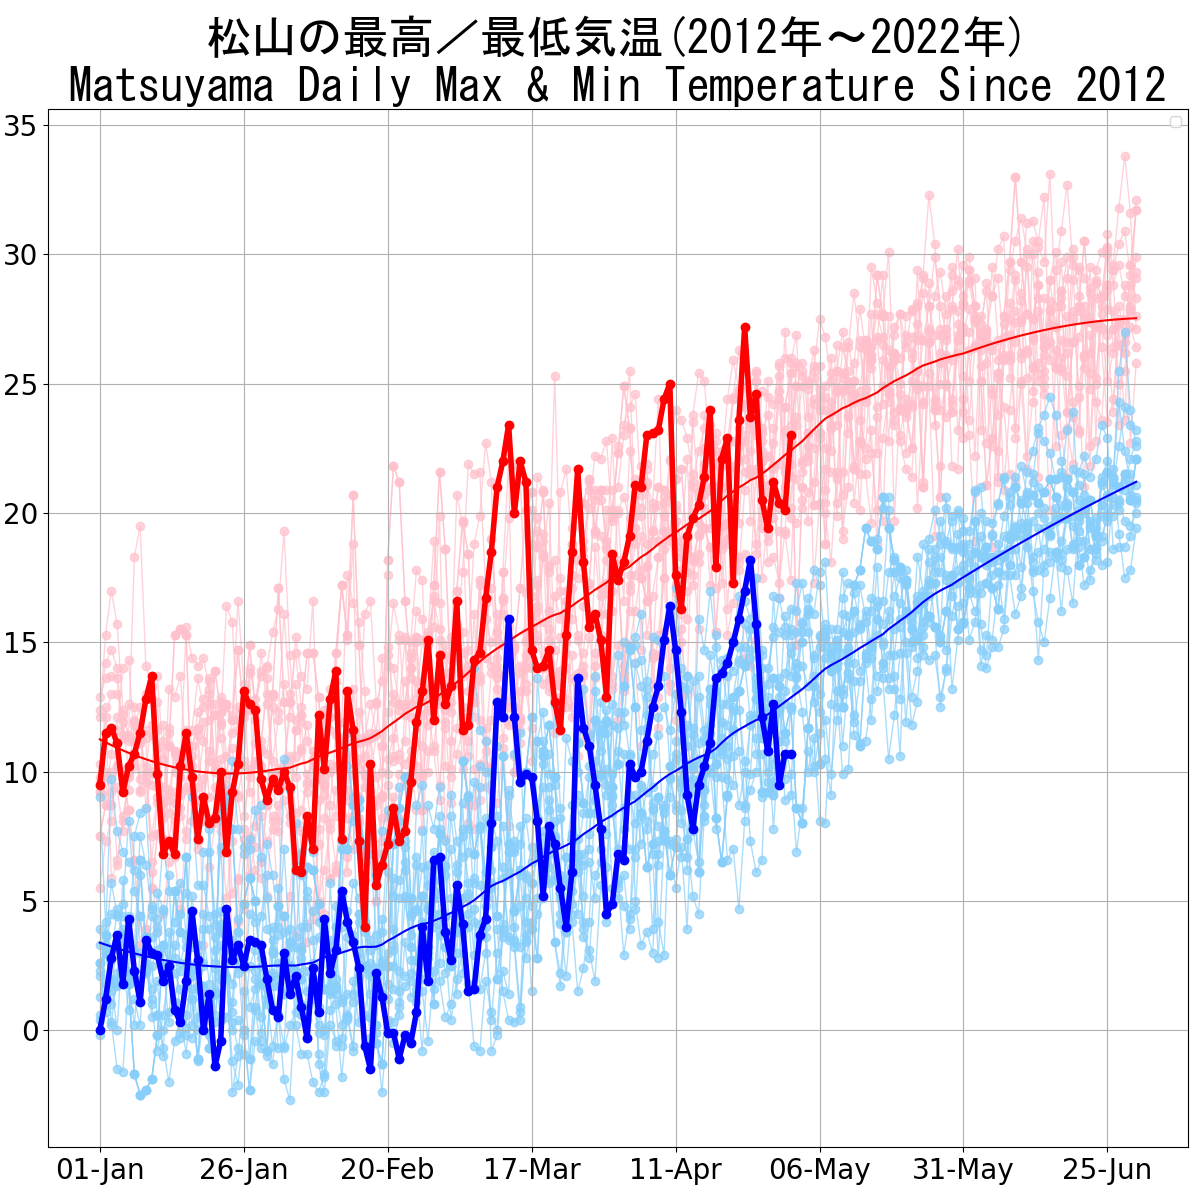 松山の最高／最低気温(2012年～2022年)
Matsuyama Daily Max & Min Temperature Since 2012
35
30
25
20
15
10
5
0
01-Jan 26-Jan 20-Feb 17-Mar 11-Apr 06-May 31-May 25-Jun